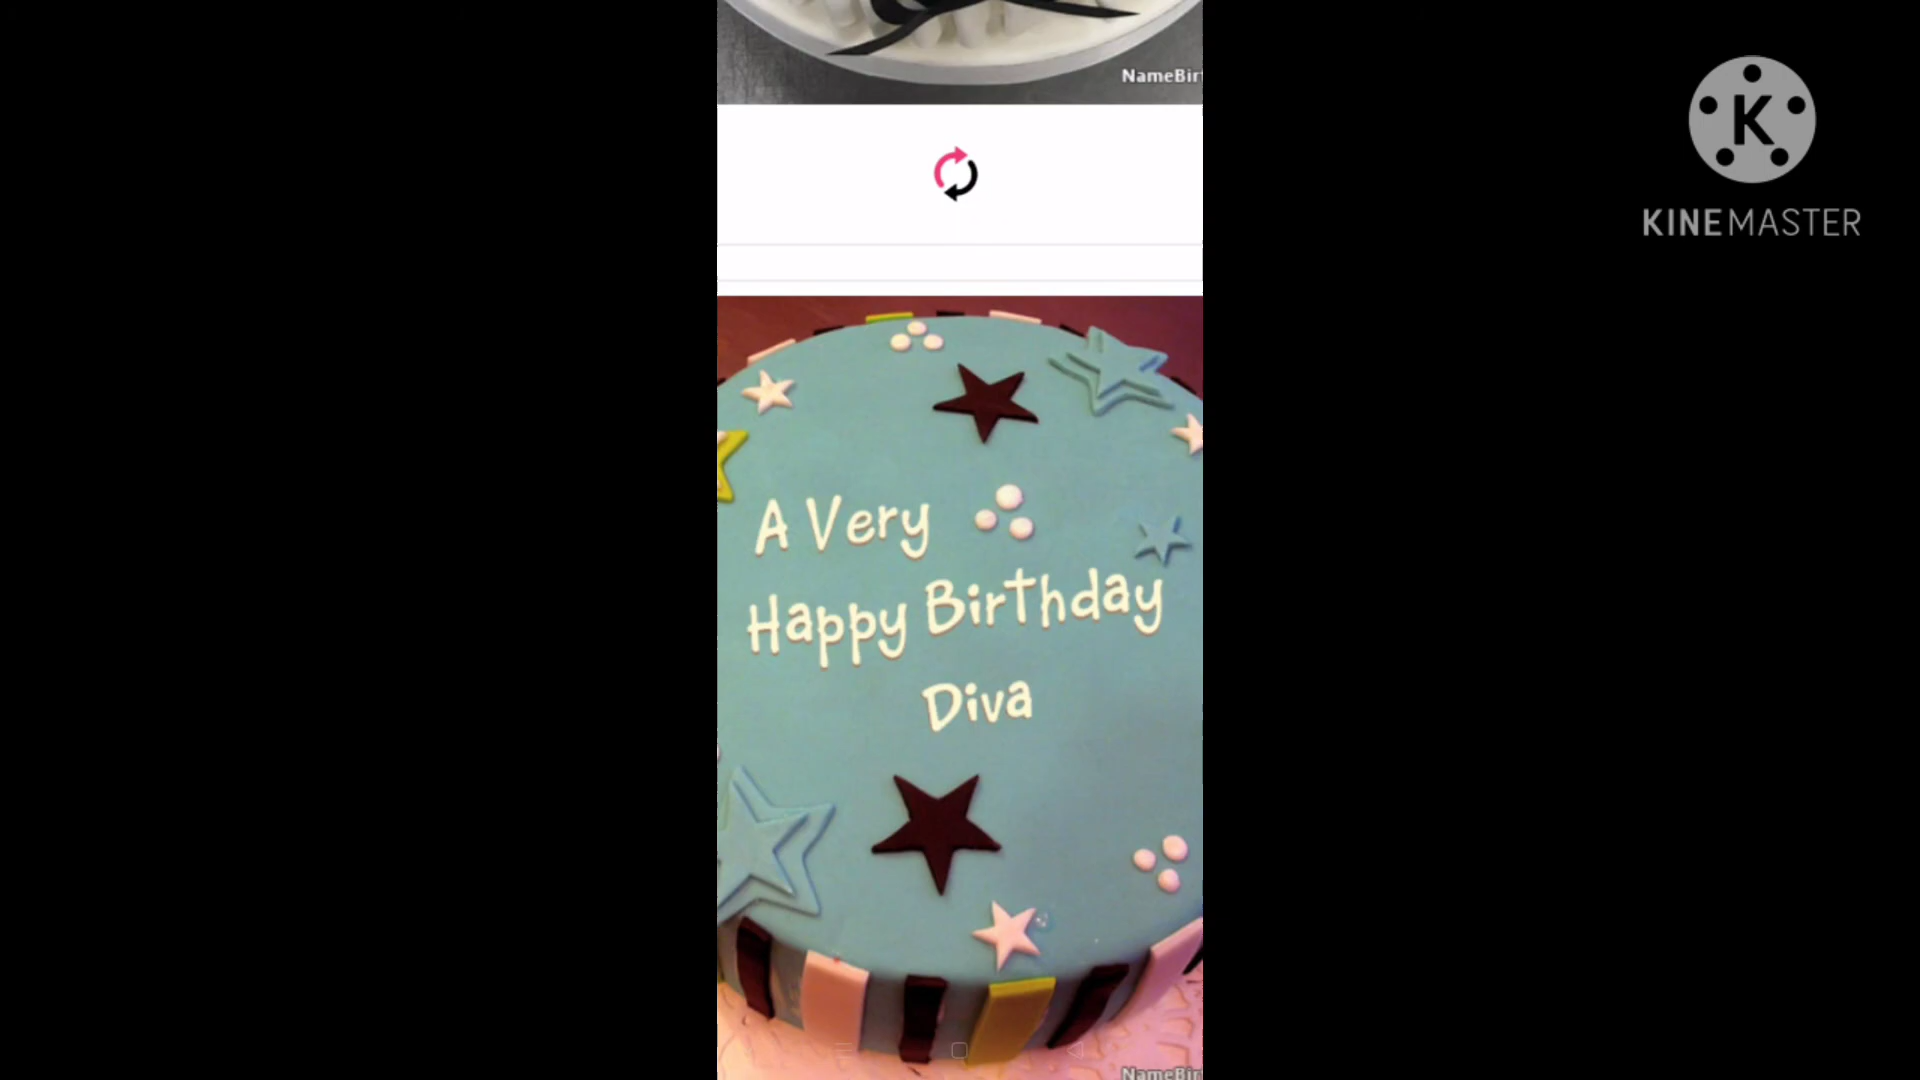 NameBir
K
KINEMASTER
A Very
Happy Birthday
Diva
NameBir